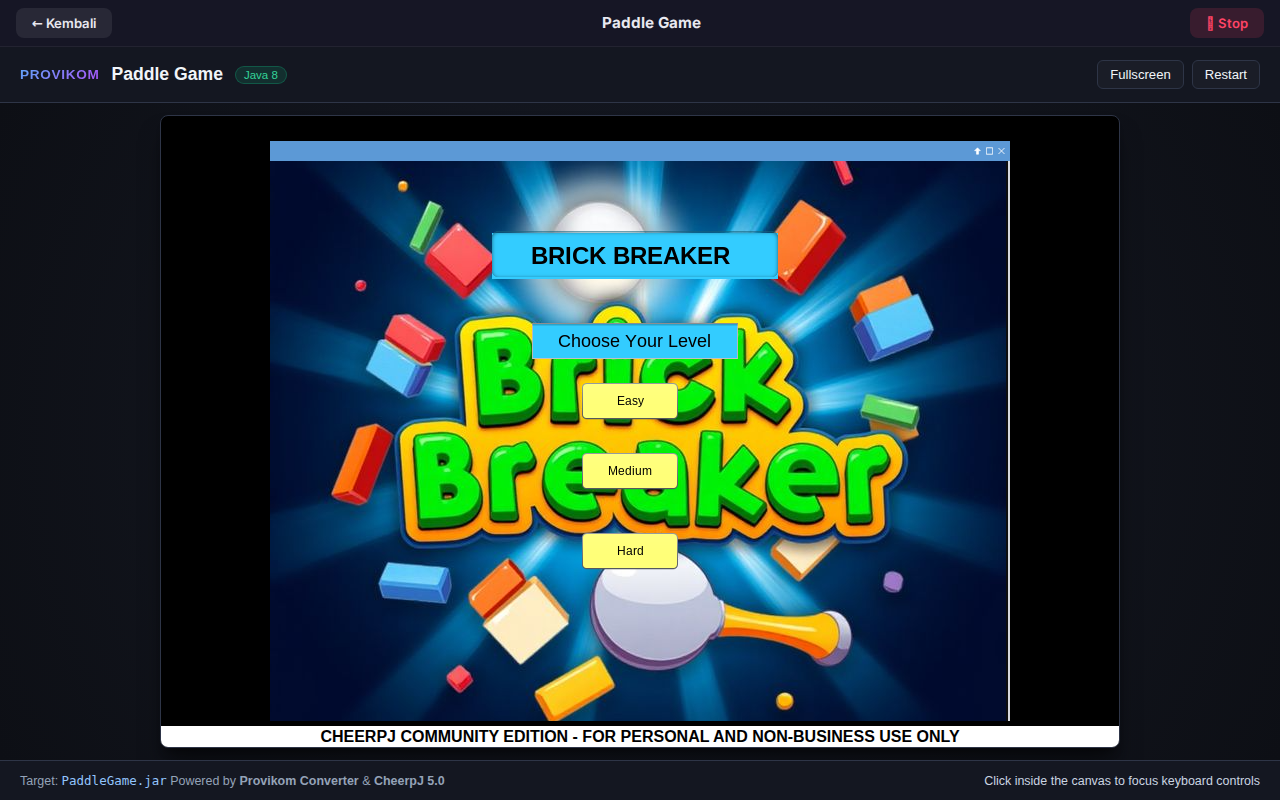 ← Kembali
Paddle Game
Stop
PROVIKOM
Paddle Game
Java 8
Fullscreen
Restart
BRICK BREAKER
Choose Your Level
Brick
Easy
Breaker
Medium
Hard
CHEERPJ COMMUNITY EDITION - FOR PERSONAL AND NON-BUSINESS USE ONLY
Target: PaddleGame.jar Powered by Provikom Converter & CheerpJ 5.0
Click inside the canvas to focus keyboard controls